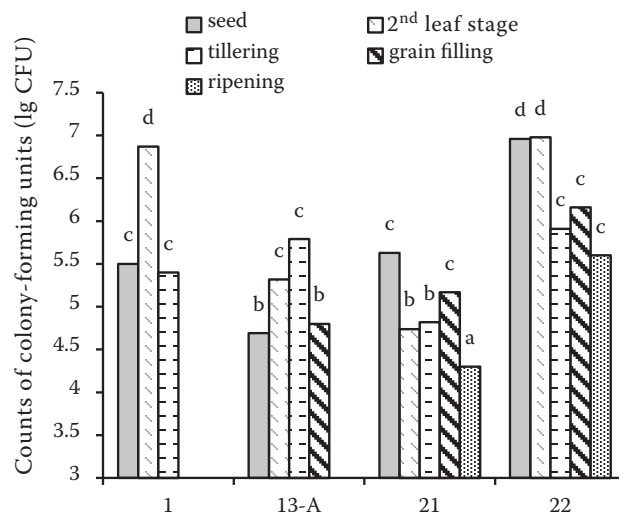 seed
2nd leaf stage
tillering
grain filling
ripening
Counts of colony-forming units (lg CFU)
7.5
7
6.5
6
5.5
5
4.5
4
3.5
3
c d c
b c c b
c b b c a
d d c c c
1 13-A 21 22